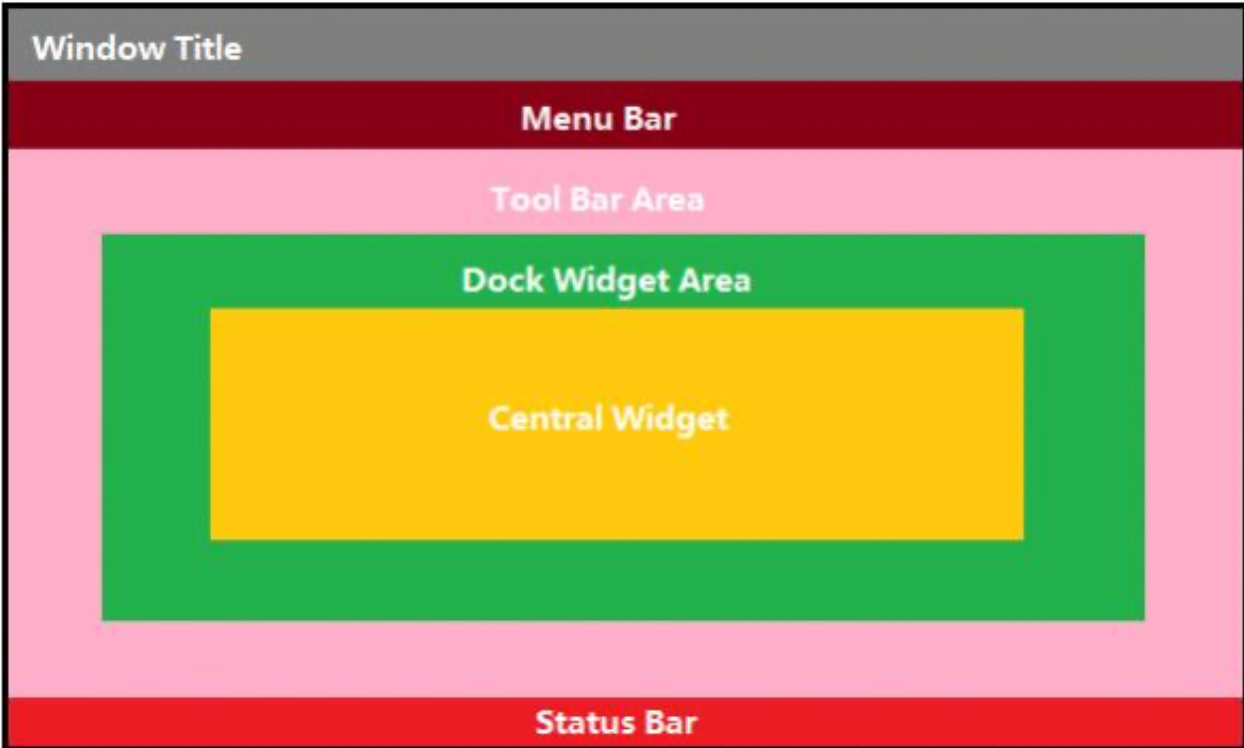 Window Title
Menu Bar
Tool Bar Area
Dock Widget Area
Central Widget
Status Bar